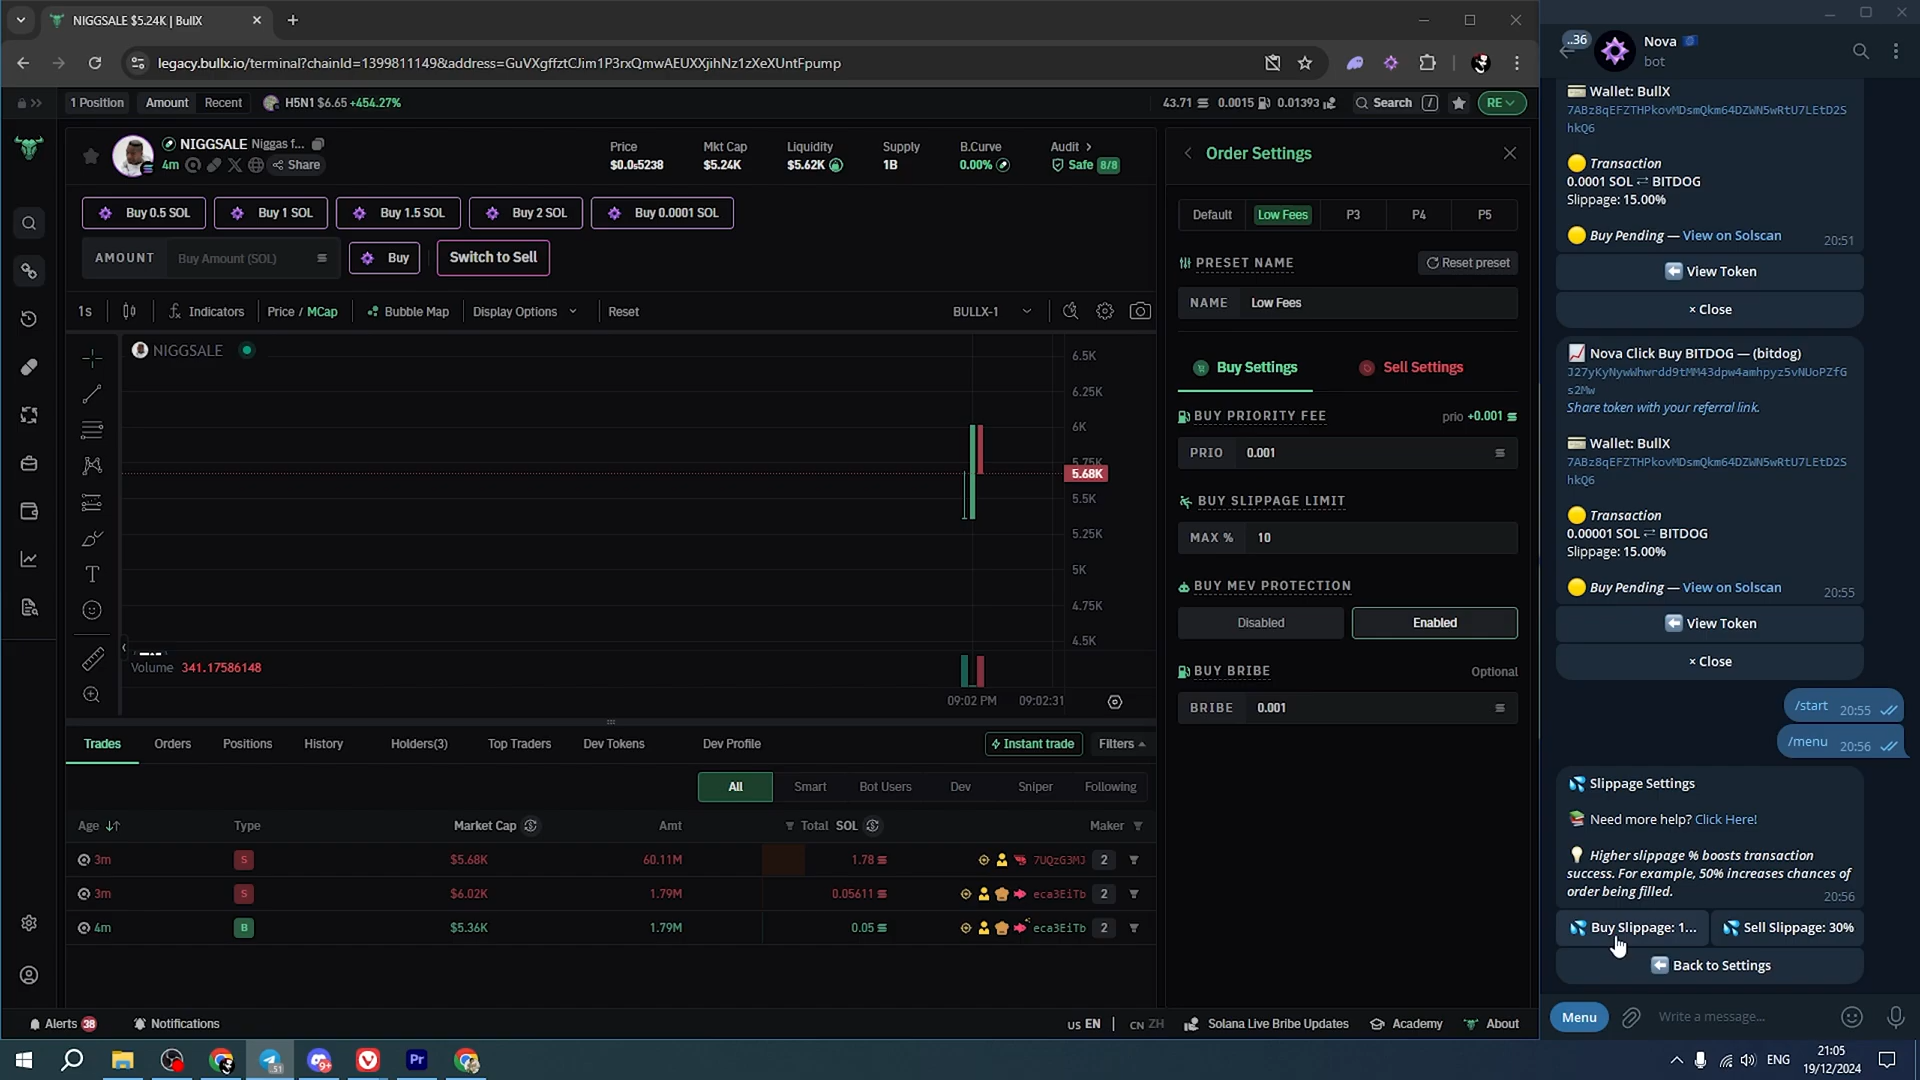 NIGGSALE $5.24K | BullX
legacy.bullx.io/terminal?chainId=1399811149&address=GuVXgffztCJim1P3rxQmwAEUXXjihNz1zXeXUntFpump
1 Position Amount Recent H5N1 $6.65 +454.27% 43.71 0.0015 0.01393 Search / RE
NIGGSALE Niggas f...
4m Share
Price Mkt Cap Liquidity Supply B.Curve Audit
$0.0₅5238 $5.24K $5.62K 1B 0.00% Safe 8/8
Buy 0.5 SOL Buy 1 SOL Buy 1.5 SOL Buy 2 SOL Buy 0.0001 SOL
AMOUNT Buy Amount (SOL) Buy Switch to Sell
1s Indicators Price / MCap Bubble Map Display Options Reset BULLX-1
NIGGSALE
6.5K
6.25K
6K
5.75K
5.68K
5.5K
5.25K
5K
4.75K
4.5K
Volume 341.17586148
09:02 PM 09:02:31
Trades Orders Positions History Holders(3) Top Traders Dev Tokens Dev Profile Instant trade Filters
All Smart Bot Users Dev Sniper Following
Age Type Market Cap Amt Total SOL Maker
3m S $5.68K 60.11M 1.78 7UQzG3MJ 2
3m S $6.02K 1.79M 0.05611 eca3EiTb 2
4m B $5.36K 1.79M 0.05 eca3EiTb 2
Alerts 38 Notifications US EN CN ZH Solana Live Bribe Updates Academy About
Order Settings
Default Low Fees P3 P4 P5
PRESET NAME Reset preset
NAME Low Fees
Buy Settings Sell Settings
BUY PRIORITY FEE prio +0.001
PRIO 0.001
BUY SLIPPAGE LIMIT
MAX % 10
BUY MEV PROTECTION
Disabled Enabled
BUY BRIBE Optional
BRIBE 0.001
..36 Nova
bot
Wallet: BullX
7ABz8qEFZTHPkovMDsmQkm64DZWN5wRtU7LEtD2S
hkQ6
Transaction
0.0001 SOL ⇄ BITDOG
Slippage: 15.00%
Buy Pending — View on Solscan 20:51
View Token
× Close
Nova Click Buy BITDOG — (bitdog)
J27yKyNywWhwrdd9tMM43dpw4amhpyz5vNUoPZfG
s2Mw
Share token with your referral link.
Wallet: BullX
7ABz8qEFZTHPkovMDsmQkm64DZWN5wRtU7LEtD2S
hkQ6
Transaction
0.00001 SOL ⇄ BITDOG
Slippage: 15.00%
Buy Pending — View on Solscan 20:55
View Token
× Close
/start 20:55
/menu 20:56
Slippage Settings
Need more help? Click Here!
Higher slippage % boosts transaction
success. For example, 50% increases chances of
order being filled. 20:56
Buy Slippage: 1... Sell Slippage: 30%
Back to Settings
Menu Write a message...
51 9+ Pr ENG 21:05
19/12/2024